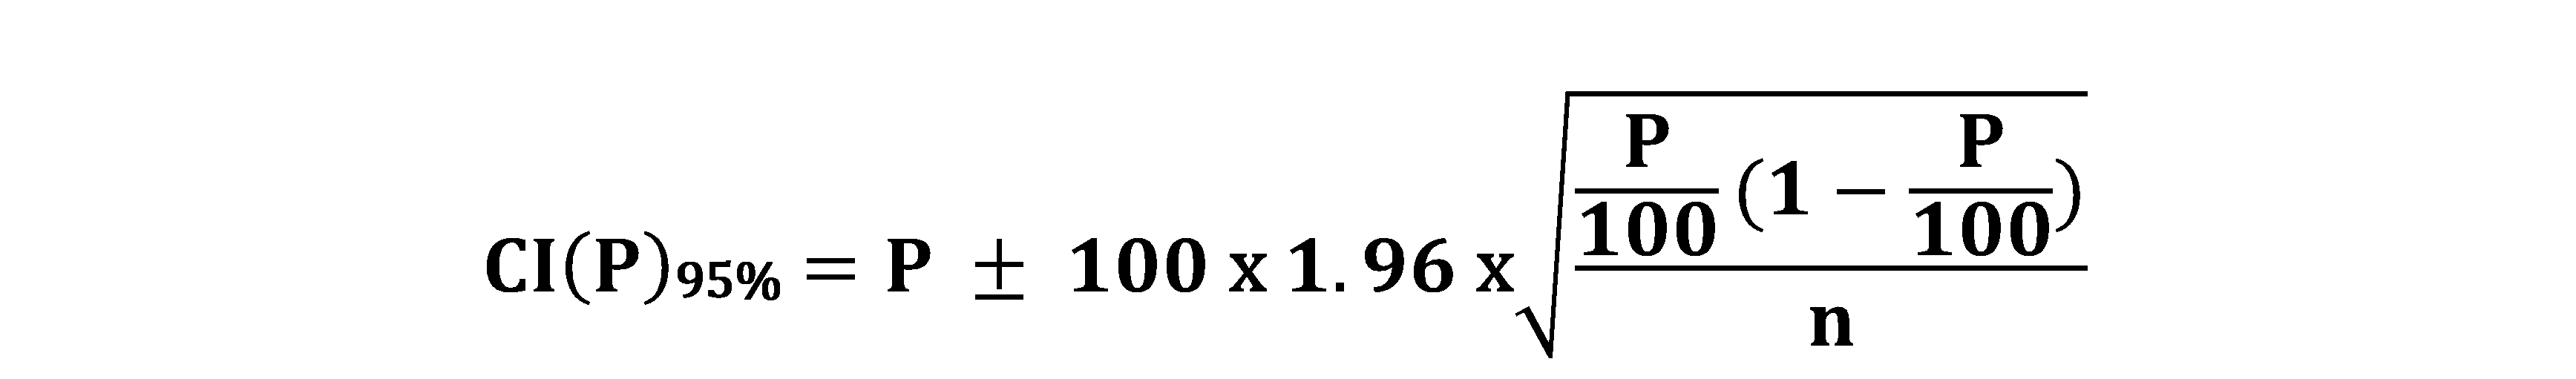 CI(P)95% = P ± 100 x 1.96 x √((P/100 (1 − P/100))/n)